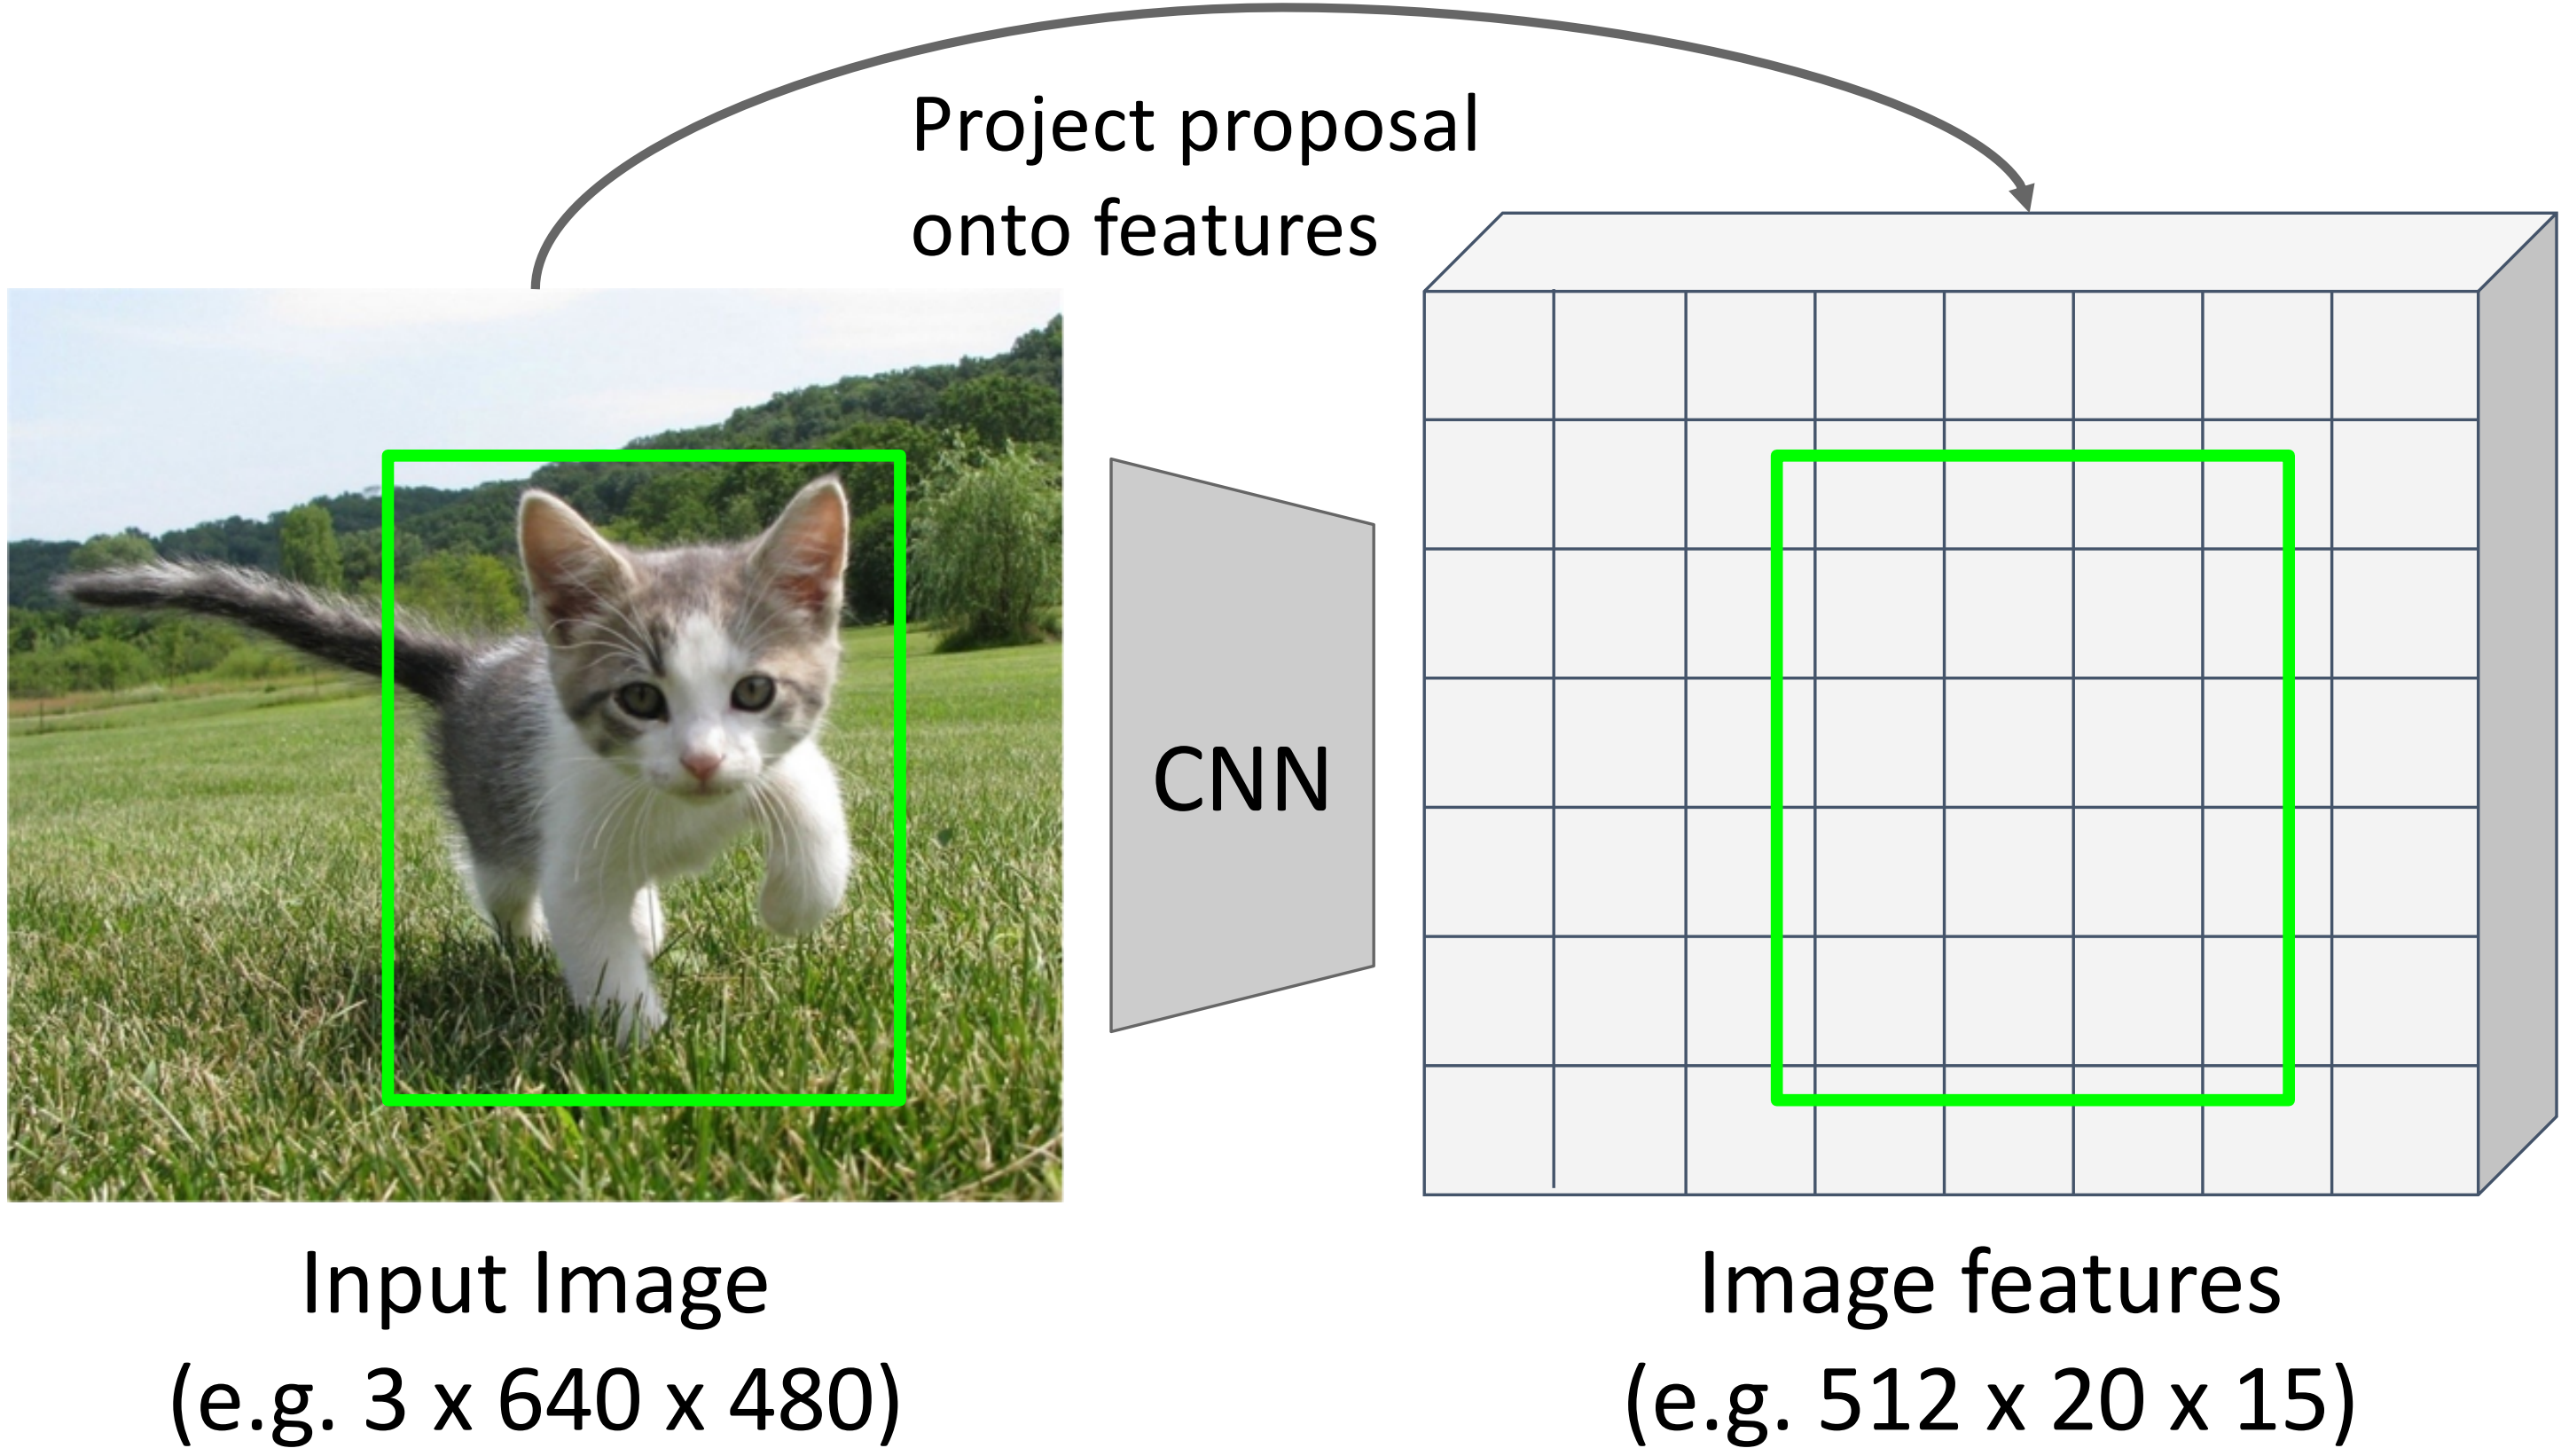 Project proposal
onto features
CNN
Input Image
(e.g. 3 x 640 x 480)
Image features
(e.g. 512 x 20 x 15)